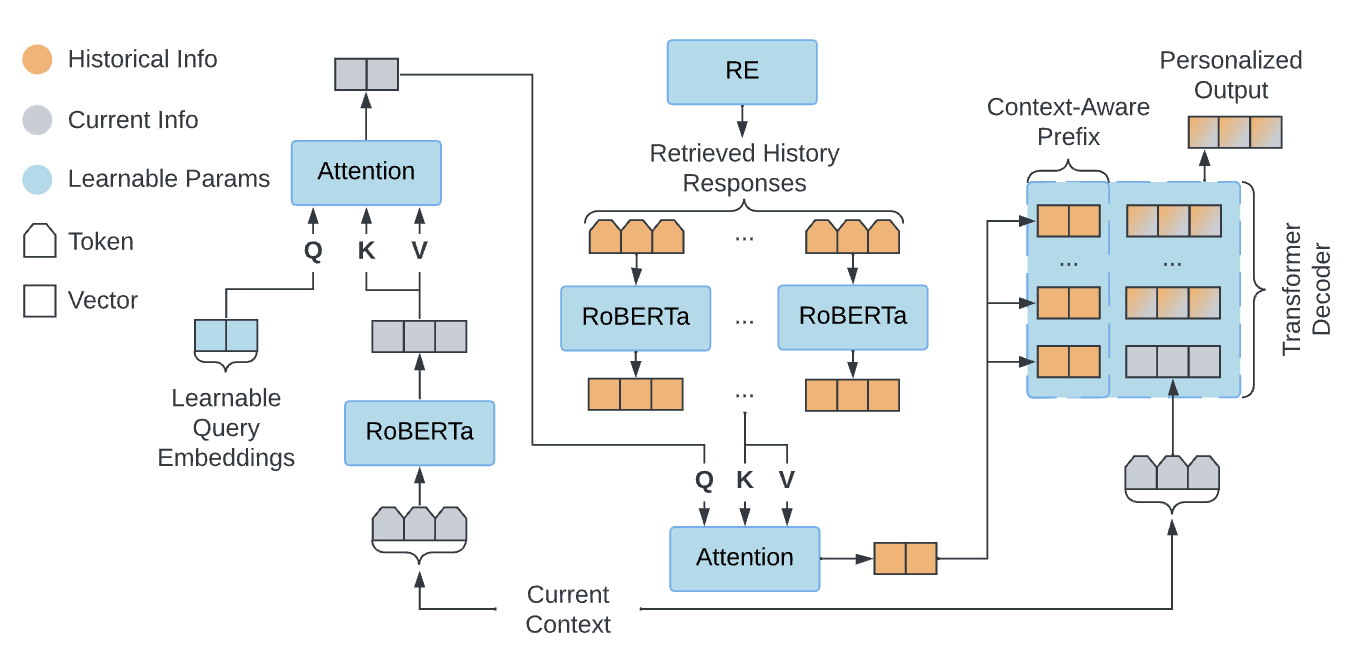 Historical Info
Current Info
Learnable Params
Token
Vector
Attention
Q K V
Learnable
Query
Embeddings
RoBERTa
RE
Retrieved History
Responses
...
RoBERTa
...
RoBERTa
...
Q K V
Attention
Current
Context
Context-Aware
Prefix
Personalized
Output
...
...
Transformer
Decoder